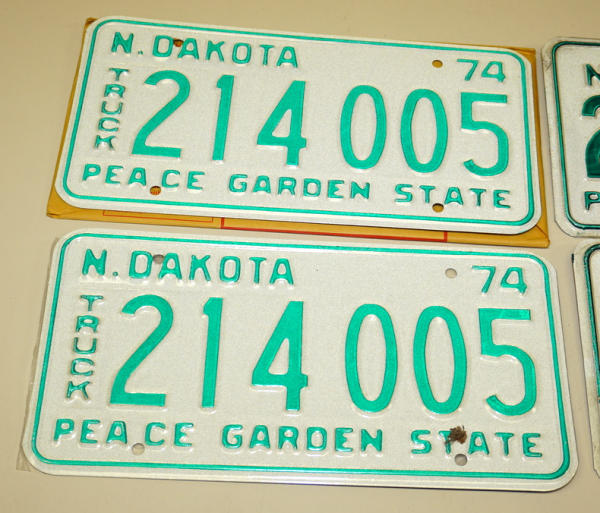 N. DAKOTA 74
TRUCK
214 005
PEACE GARDEN STATE
N. DAKOTA 74
TRUCK
214 005
PEACE GARDEN STATE